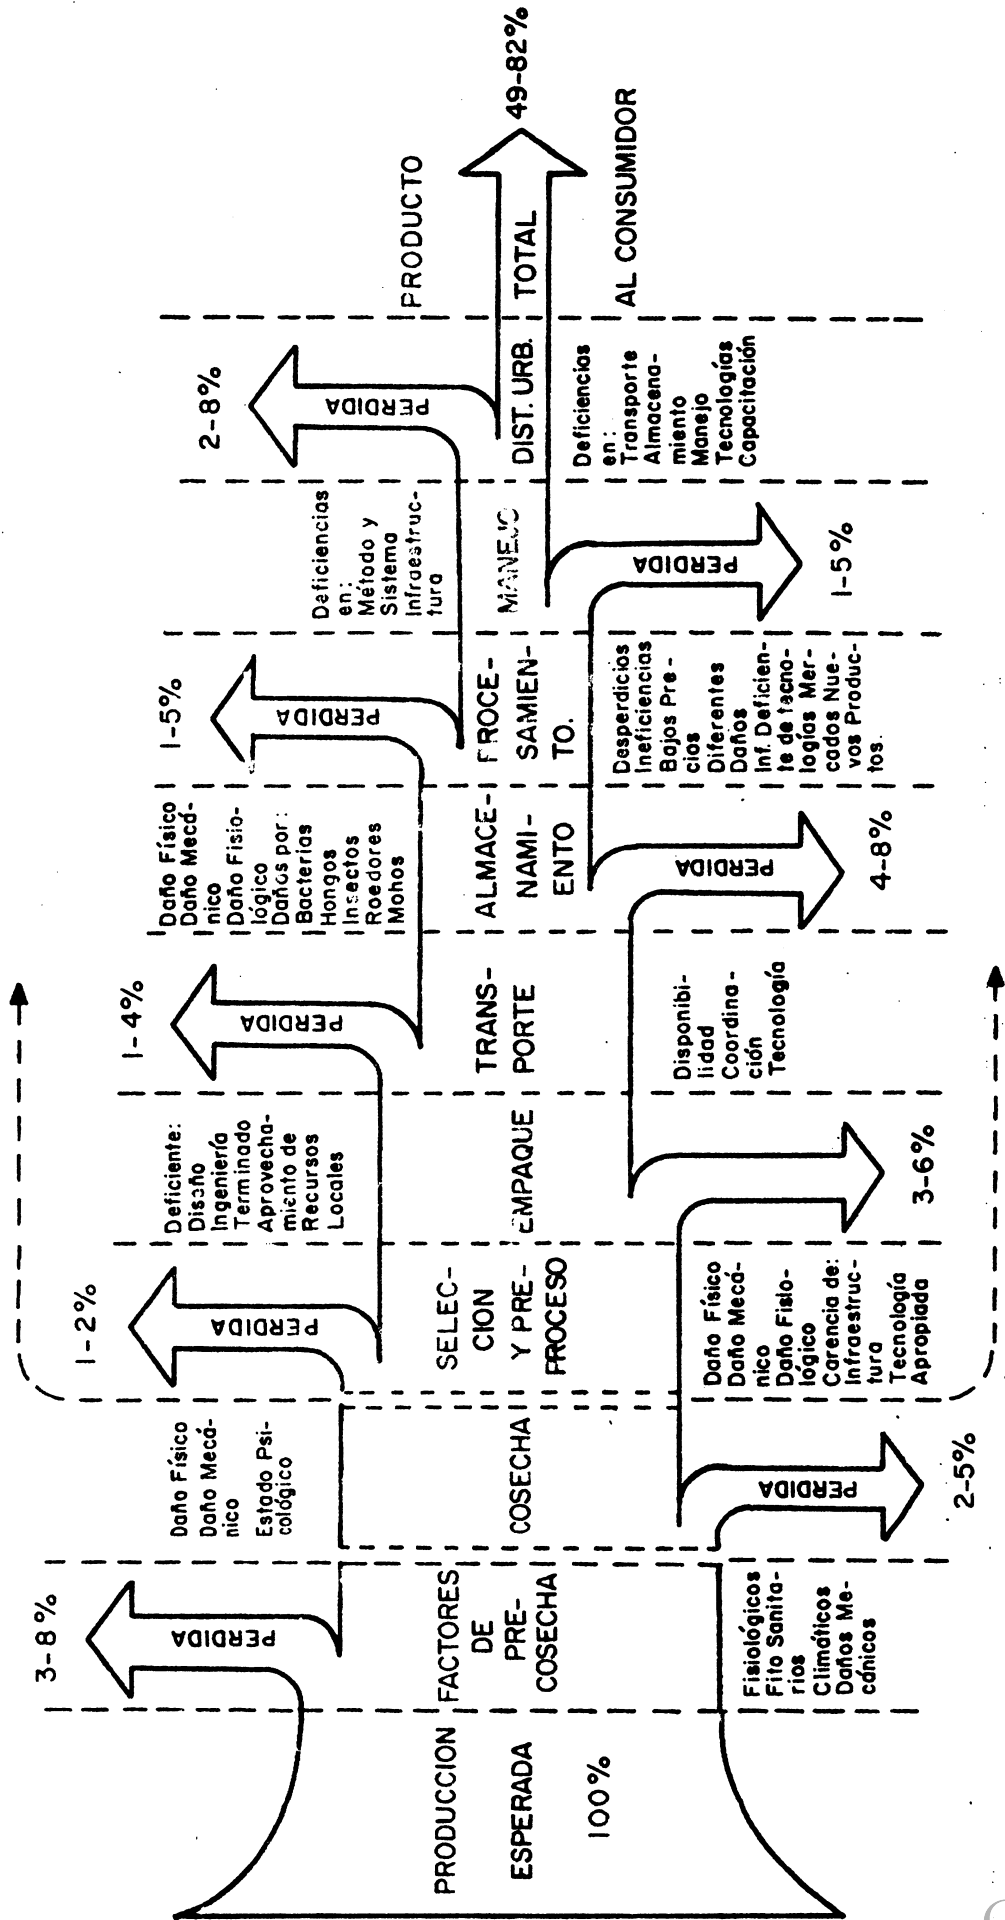 PRODUCCION
ESPERADA
100%
3-8%
PERDIDA
FACTORES
DE
PRE-
COSECHA
Fisiológicos
Fito Sanita-
rios
Climáticos
Daños Me-
cánicos
Daño Físico
Daño Mecá-
nico
Estado Psi-
cológico
COSECHA
PERDIDA
2-5%
1-2%
PERDIDA
SELEC-
CION
Y PRE-
PROCESO
Daño Físico
Daño Mecá-
nico
Daño Fisio-
lógico
Carencia de:
Infraestruc-
tura
Tecnología
Apropiada
Deficiente:
Diseño
Ingeniería
Terminado
Aprovecha-
miento de
Recursos
Locales
EMPAQUE
PERDIDA
3-6%
1-4%
PERDIDA
TRANS-
PORTE
Disponibi-
lidad
Coordina-
ción
Tecnología
Daño Físico
Daño Mecá-
nico
Daño Fisio-
lógico
Daños por:
Bacterias
Hongos
Insectos
Roedores
Mohos
ALMACE-
NAMI-
ENTO
PERDIDA
4-8%
1-5%
PERDIDA
PROCE-
SAMIEN-
TO.
Desperdicios
Ineficiencias
Bajos Pre-
cios
Diferentes
Daños
Inf. Deficien-
te de tecno-
logías Mer-
cados Nue-
vos Produc-
tos.
Deficiencias
en:
Método y
Sistema
Infraestruc-
tura
MANEJO
PERDIDA
1-5%
2-8%
PERDIDA
DIST. URB.
Deficiencias
en:
Transporte
Almacena-
miento
Manejo
Tecnologías
Capacitación
PRODUCTO
TOTAL
49-82%
AL CONSUMIDOR